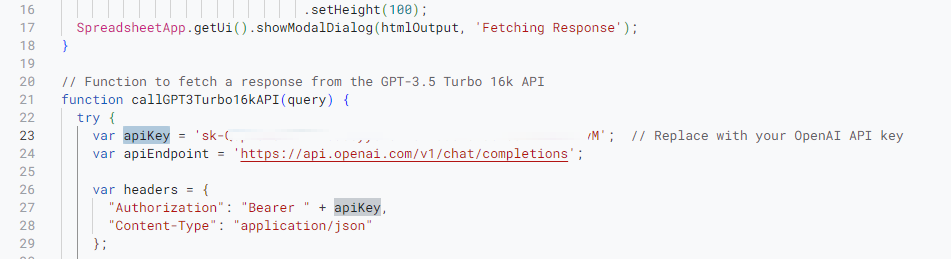 16 .setHeight(100);
17 SpreadsheetApp.getUi().showModalDialog(htmlOutput, 'Fetching Response');
18 }
19
20 // Function to fetch a response from the GPT-3.5 Turbo 16k API
21 function callGPT3Turbo16kAPI(query) {
22 try {
23 var apiKey = 'sk- M'; // Replace with your OpenAI API key
24 var apiEndpoint = 'https://api.openai.com/v1/chat/completions';
25
26 var headers = {
27 "Authorization": "Bearer " + apiKey,
28 "Content-Type": "application/json"
29 };